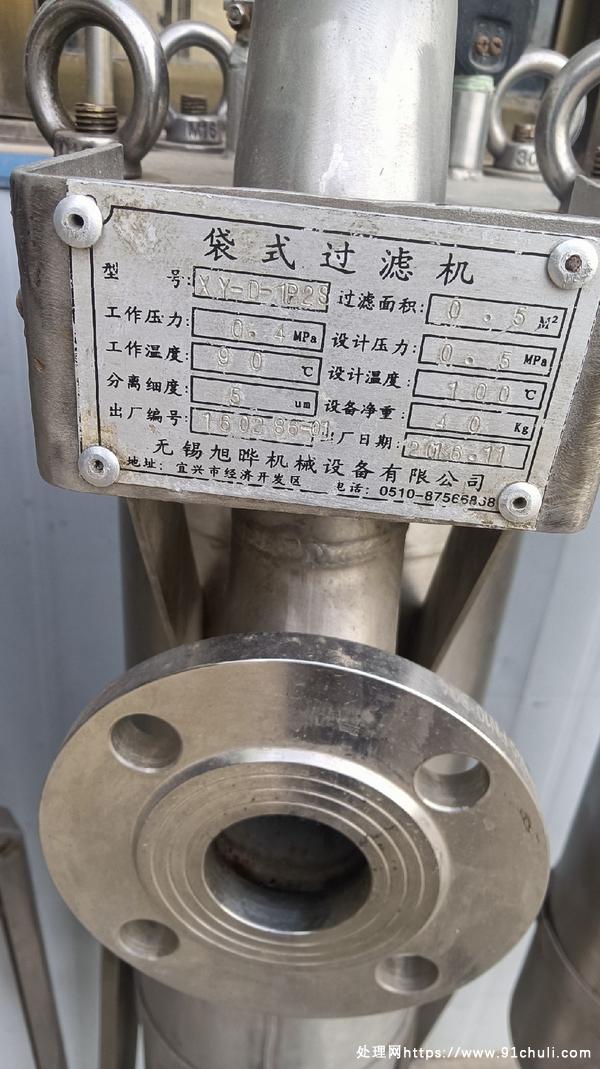 M16
30
袋式过滤机
型 号: XY-D-1P2S 过滤面积: 0.5 M²
工作压力: 0.4 MPa 设计压力: 0.5 MPa
工作温度: 90 ℃ 设计温度: 100 ℃
分离细度: 5 um 设备净重: 40 Kg
出厂编号: 160286-01 出厂日期: 2016.11
无锡旭晔机械设备有限公司
地址: 宜兴市经济开发区 电话: 0510-87566838
处理网https://www.91chuli.com